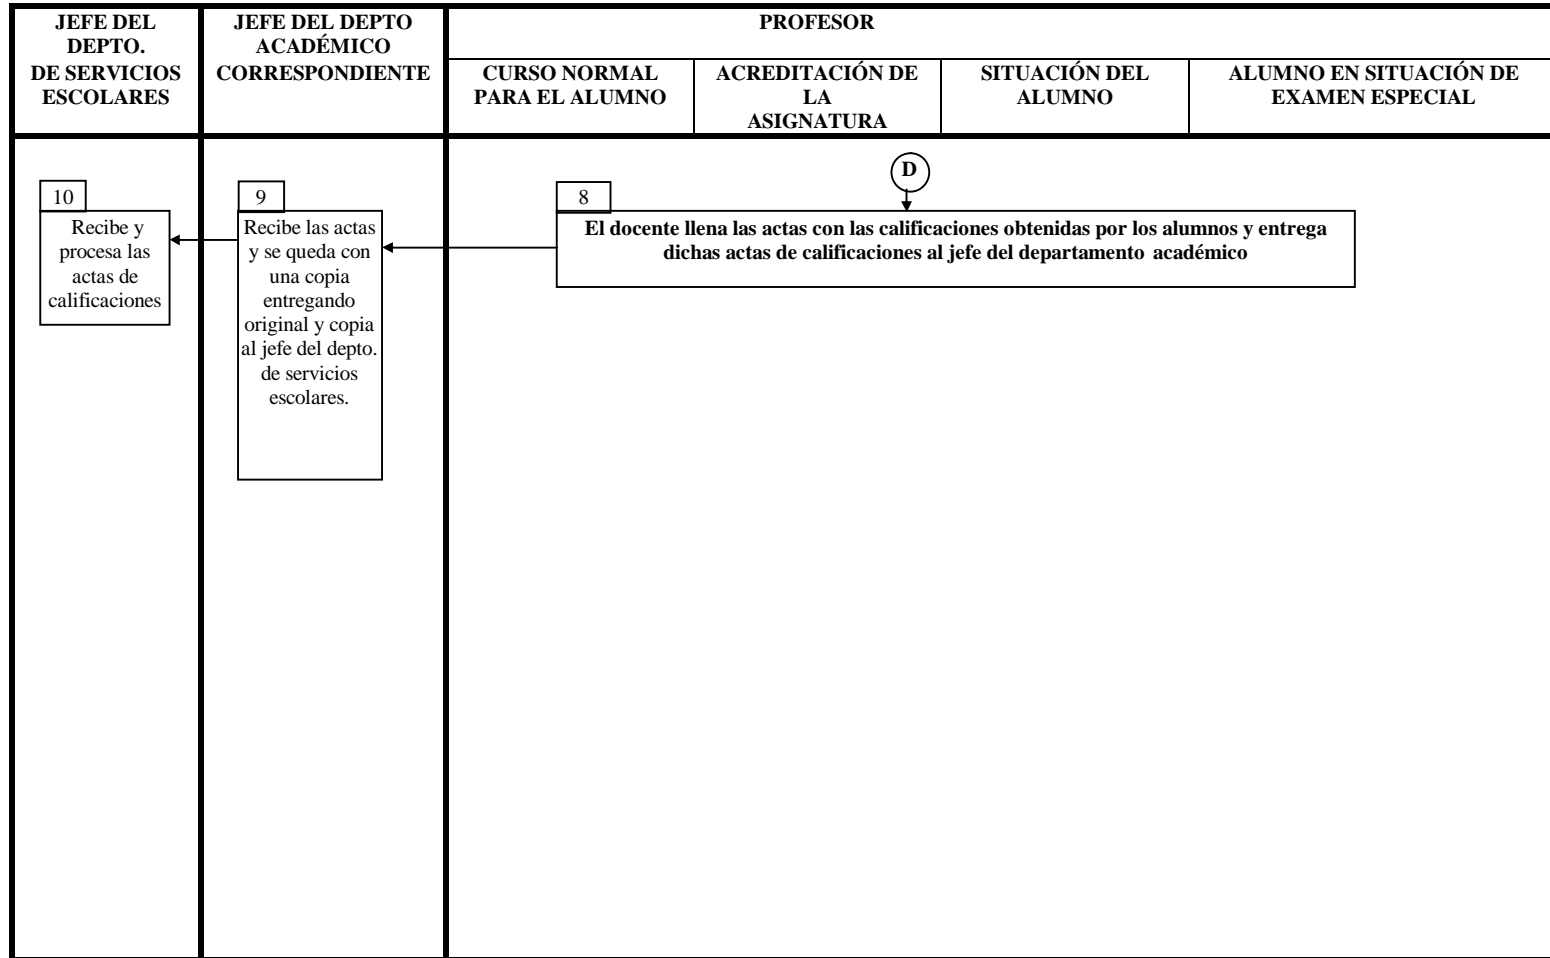 JEFE DEL
DEPTO.
DE SERVICIOS
ESCOLARES
JEFE DEL DEPTO
ACADÉMICO
CORRESPONDIENTE
PROFESOR
CURSO NORMAL
PARA EL ALUMNO
ACREDITACIÓN DE
LA
ASIGNATURA
SITUACIÓN DEL
ALUMNO
ALUMNO EN SITUACIÓN DE
EXAMEN ESPECIAL
10
Recibe y
procesa las
actas de
calificaciones
9
Recibe las actas
y se queda con
una copia
entregando
original y copia
al jefe del depto.
de servicios
escolares.
D
8
El docente llena las actas con las calificaciones obtenidas por los alumnos y entrega
dichas actas de calificaciones al jefe del departamento académico